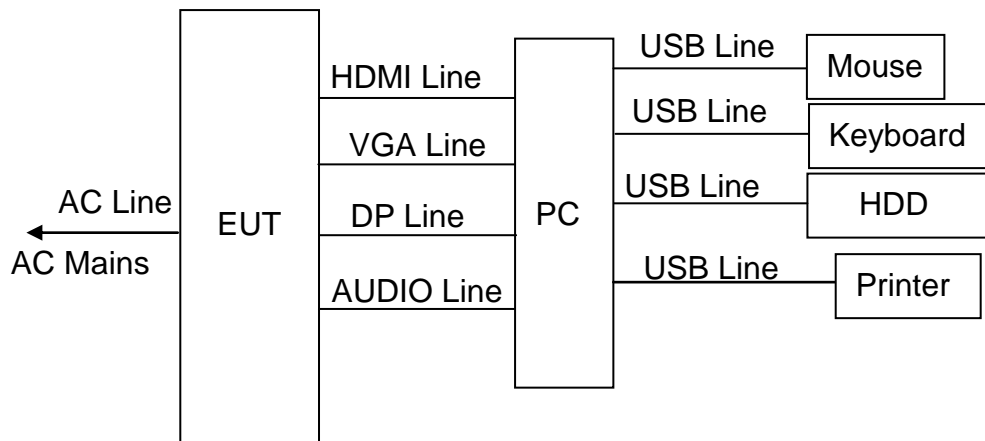 USB Line
Mouse
HDMI Line
USB Line
Keyboard
VGA Line
USB Line
HDD
AC Line
EUT
DP Line
PC
AC Mains
USB Line
Printer
AUDIO Line